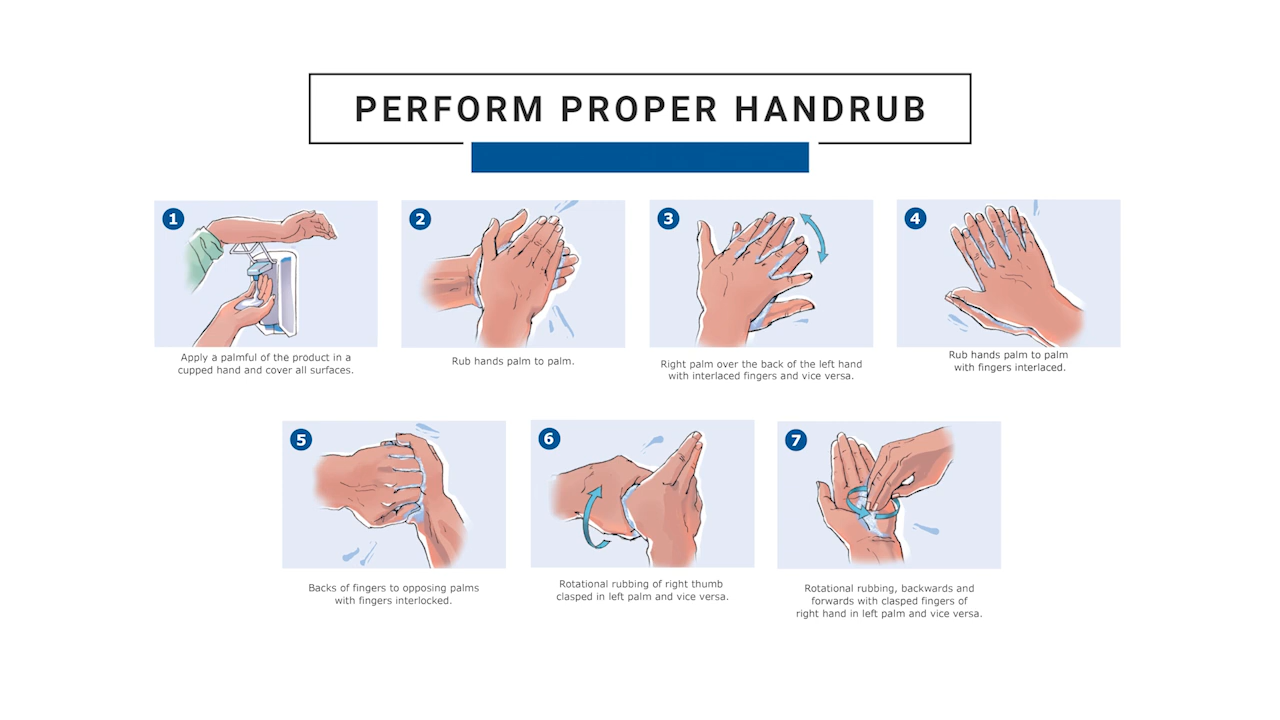 PERFORM PROPER HANDRUB
1
Apply a palmful of the product in a
cupped hand and cover all surfaces.
2
Rub hands palm to palm.
3
Right palm over the back of the left hand
with interlaced fingers and vice versa.
4
Rub hands palm to palm
with fingers interlaced.
5
Backs of fingers to opposing palms
with fingers interlocked.
6
Rotational rubbing of right thumb
clasped in left palm and vice versa.
7
Rotational rubbing, backwards and
forwards with clasped fingers of
right hand in left palm and vice versa.